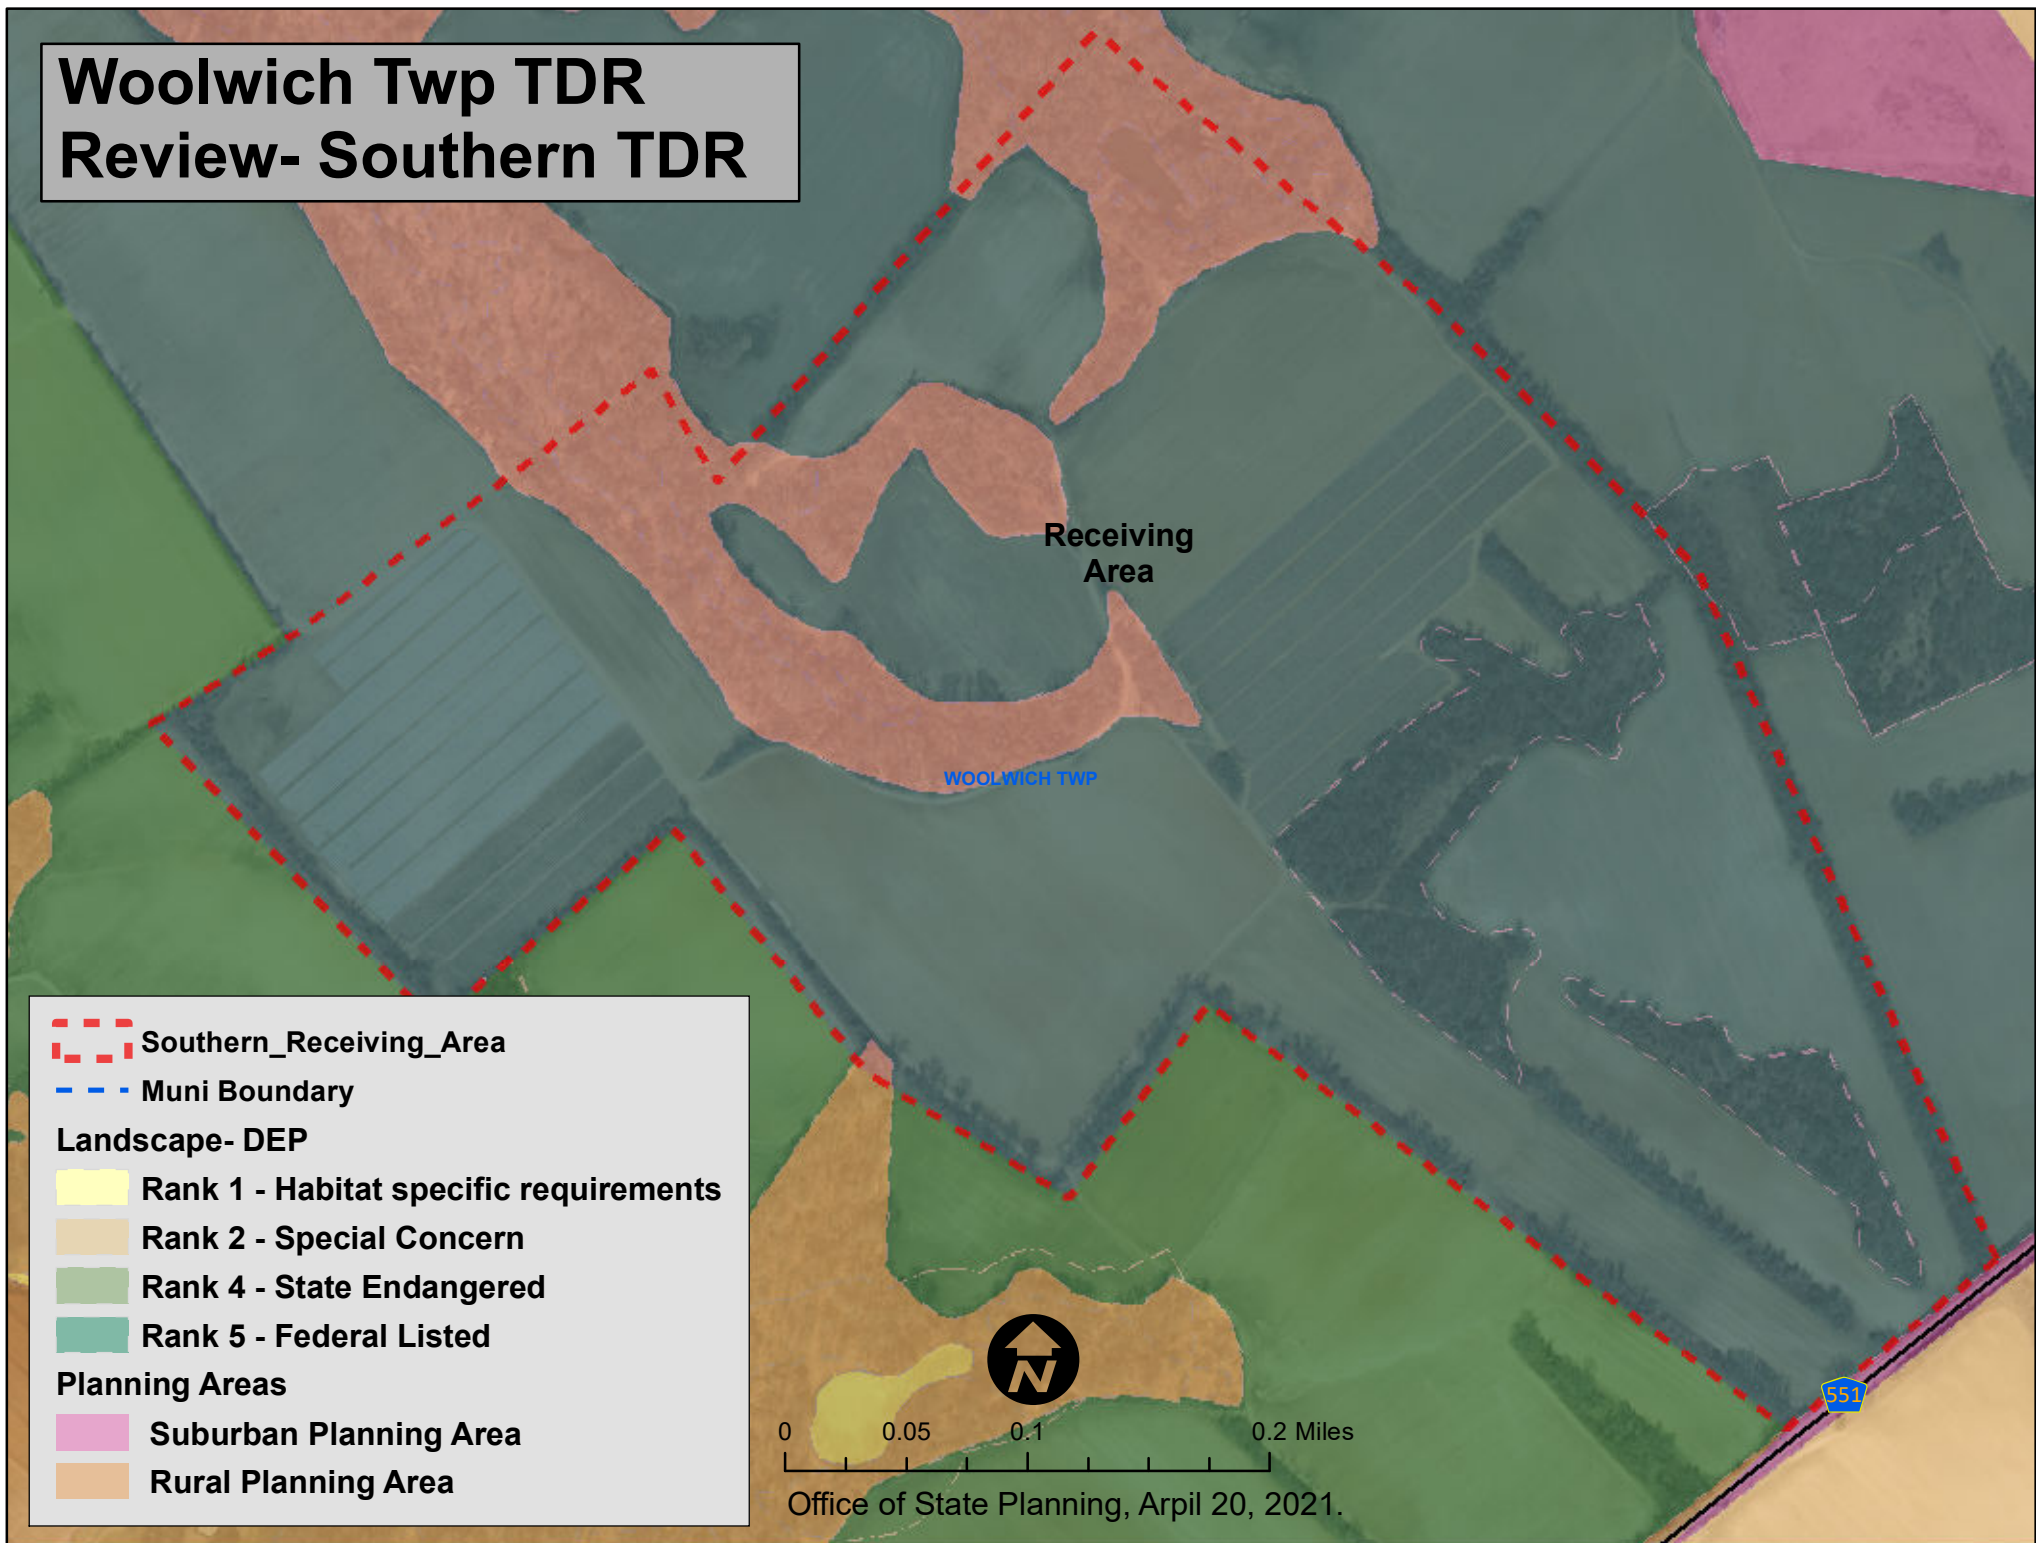 Woolwich Twp TDR
Review- Southern TDR
Receiving
Area
WOOLWICH TWP
Southern_Receiving_Area
Muni Boundary
Landscape- DEP
Rank 1 - Habitat specific requirements
Rank 2 - Special Concern
Rank 4 - State Endangered
Rank 5 - Federal Listed
Planning Areas
Suburban Planning Area
Rural Planning Area
N
551
0 0.05 0.1 0.2 Miles
Office of State Planning, Arpil 20, 2021.